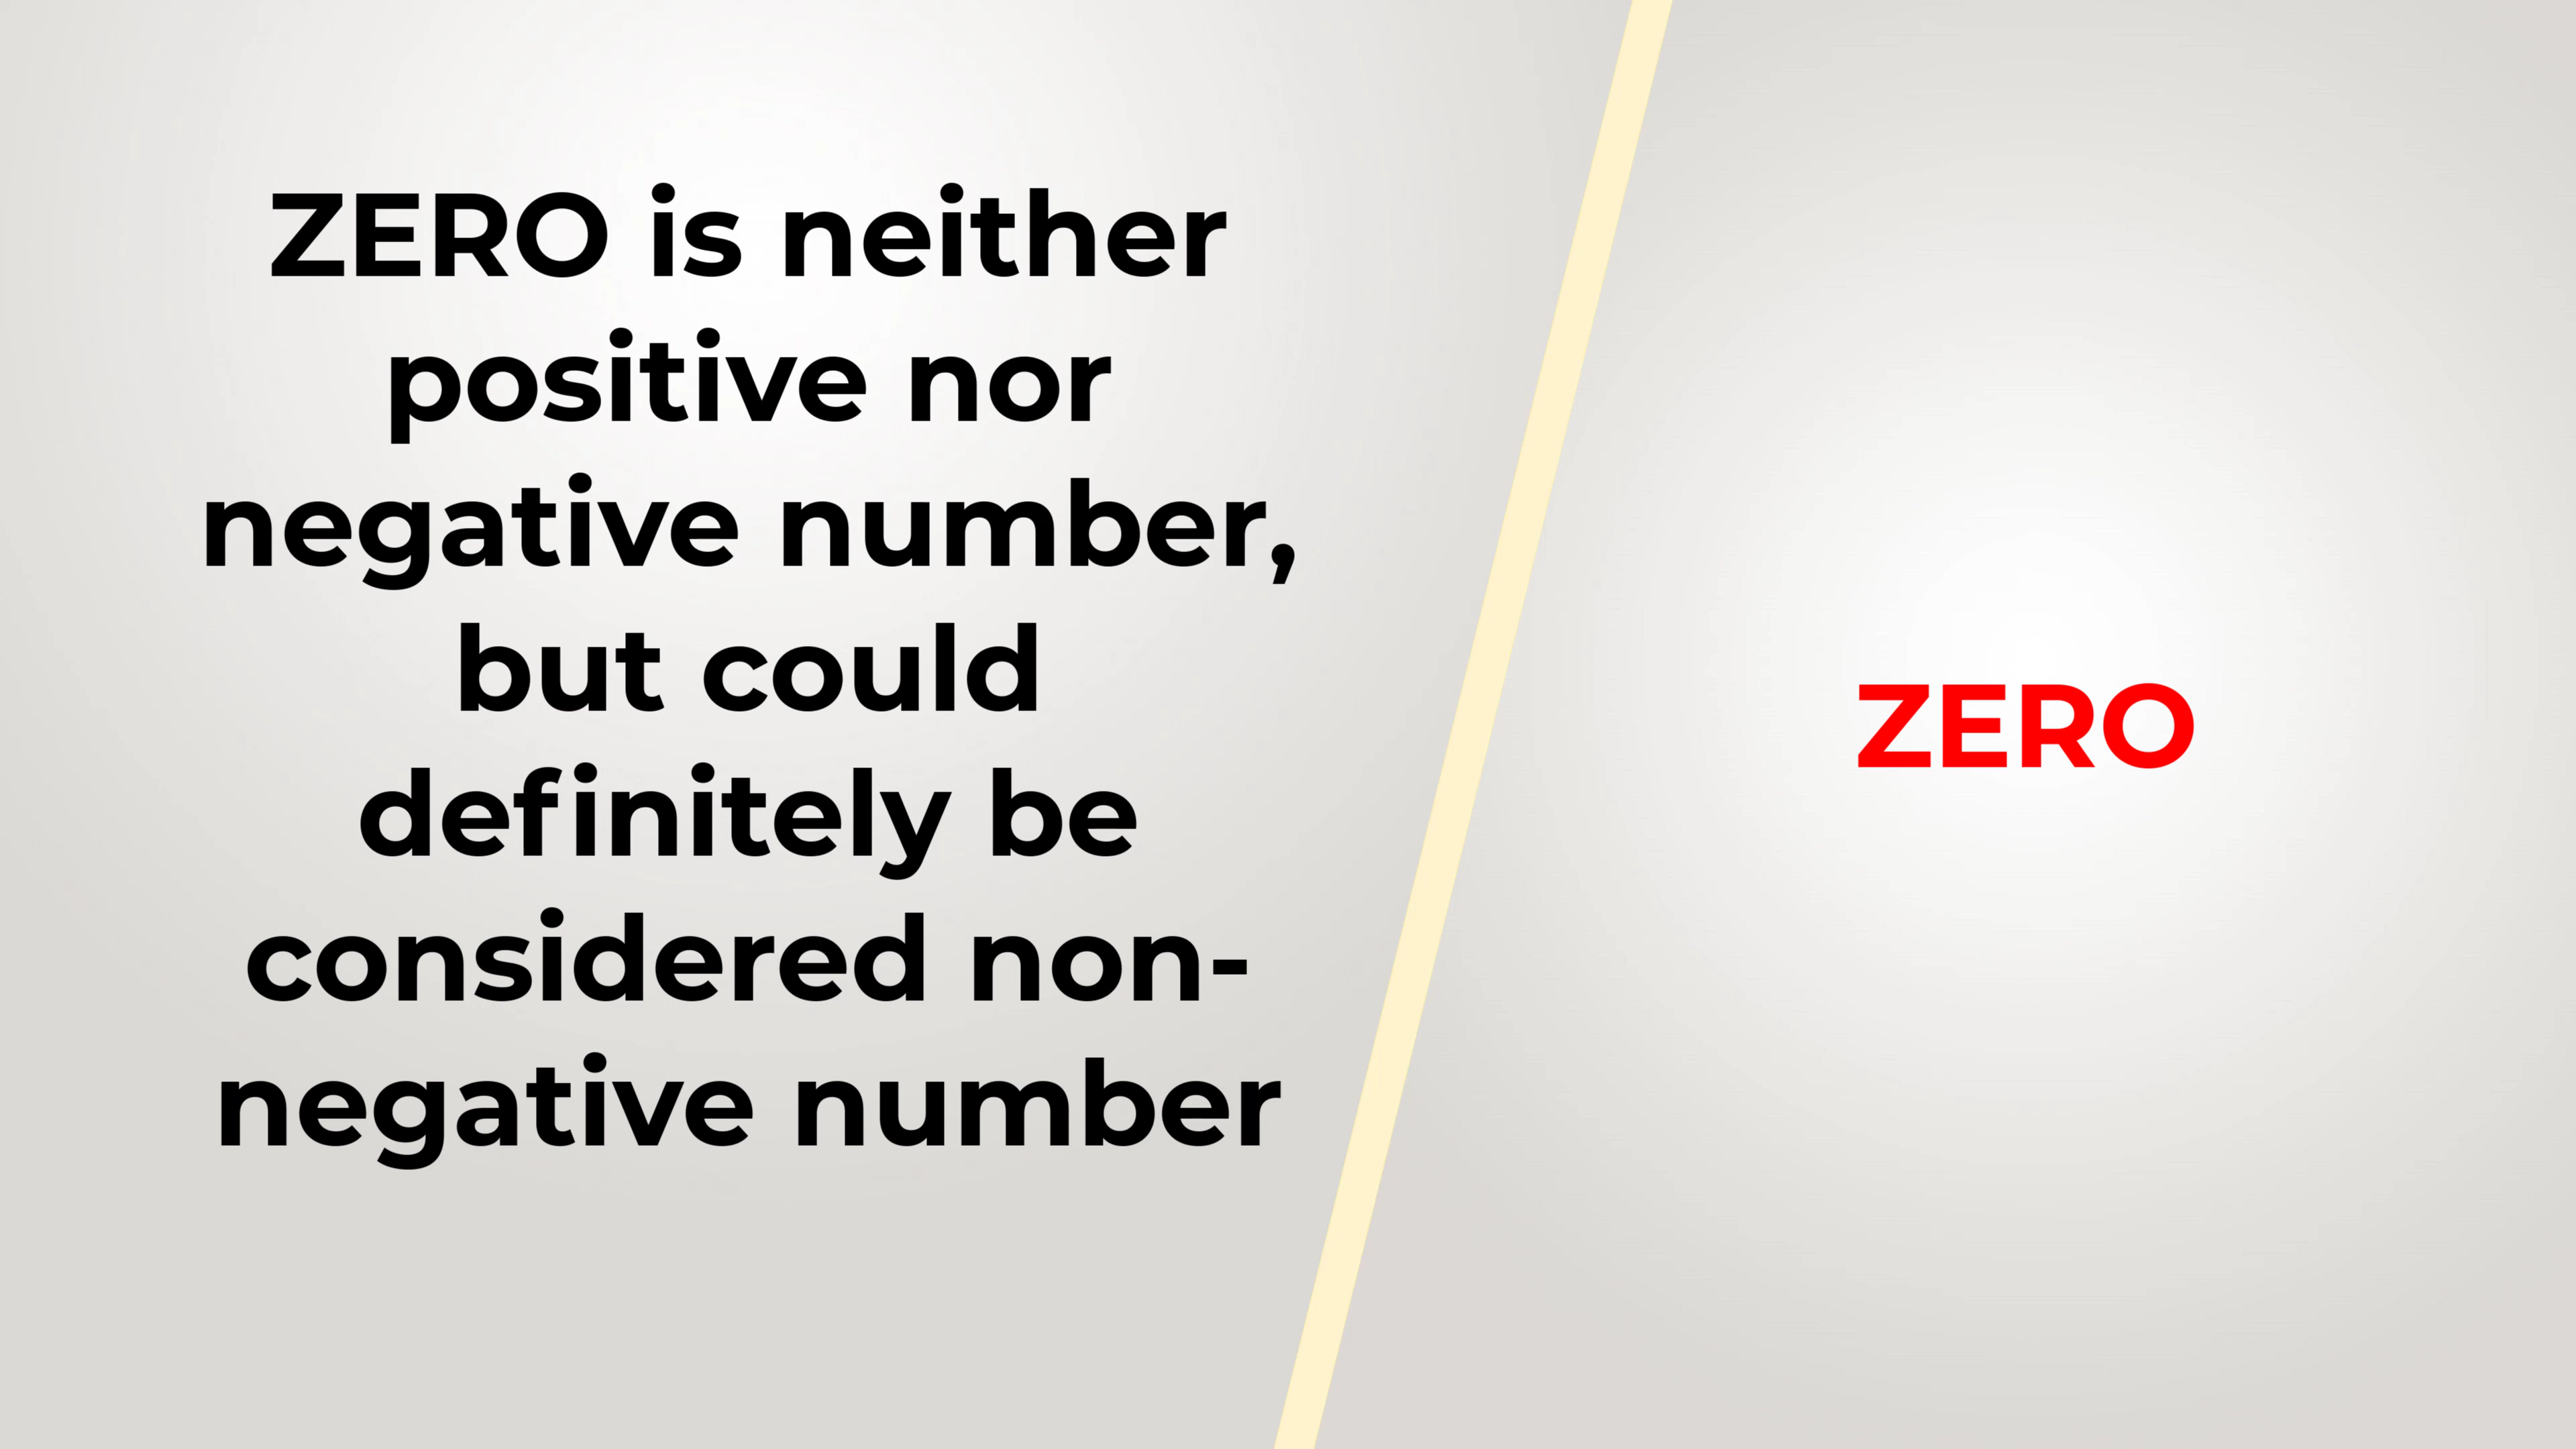 ZERO is neither
positive nor
negative number,
but could
definitely be
considered non-
negative number
ZERO